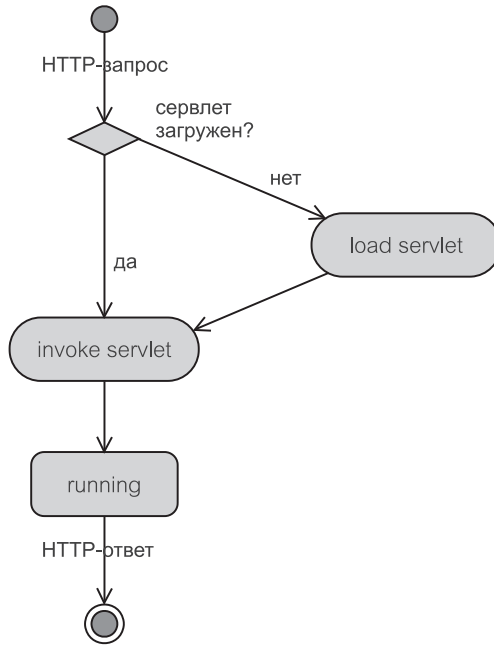 HTTP-запрос
сервлет
загружен?
нет
load servlet
да
invoke servlet
running
HTTP-ответ